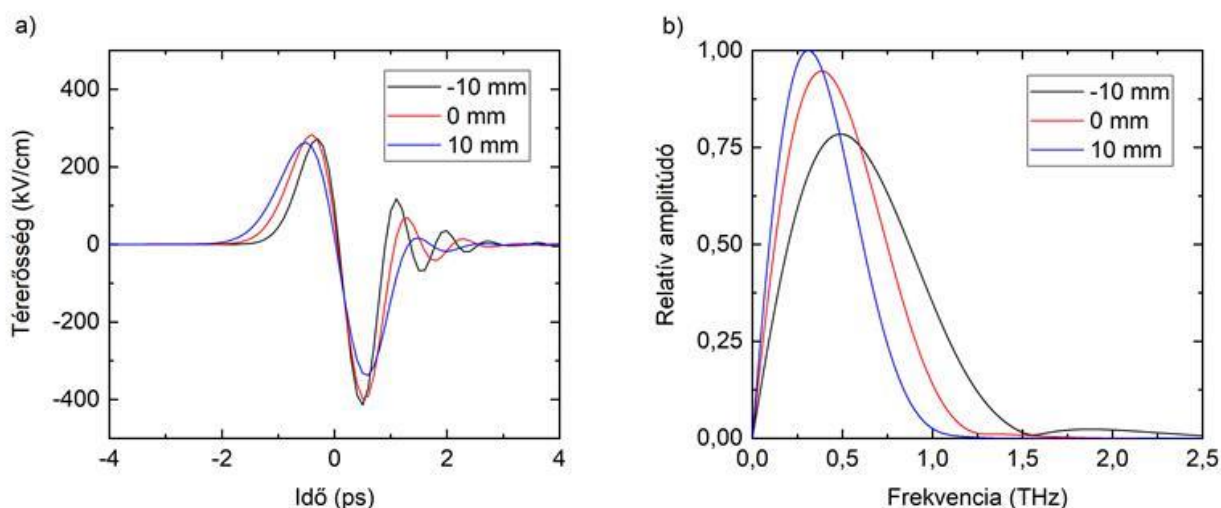 a)
400
200
0
-200
-400
-4
-2
0
2
4
Térerősség (kV/cm)
Idő (ps)
-10 mm
0 mm
10 mm
b)
1,00
0,75
0,50
0,25
0,00
0,0
0,5
1,0
1,5
2,0
2,5
Relatív amplitúdó
Frekvencia (THz)
-10 mm
0 mm
10 mm